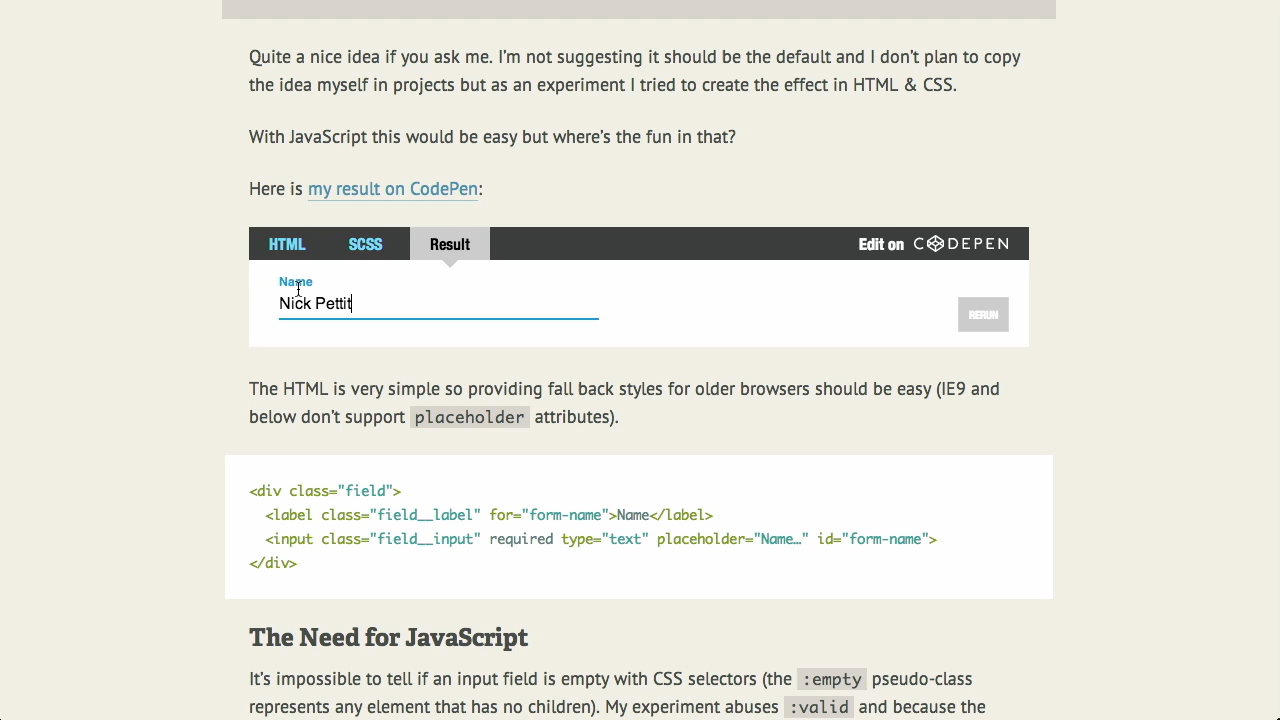 Quite a nice idea if you ask me. I’m not suggesting it should be the default and I don’t plan to copy
the idea myself in projects but as an experiment I tried to create the effect in HTML & CSS.
With JavaScript this would be easy but where’s the fun in that?
Here is my result on CodePen:
HTML SCSS Result Edit on CODEPEN
Name
Nick Pettit
RERUN
The HTML is very simple so providing fall back styles for older browsers should be easy (IE9 and
below don’t support placeholder attributes).
<div class="field">
<label class="field__label" for="form-name">Name</label>
<input class="field__input" required type="text" placeholder="Name…" id="form-name">
</div>
The Need for JavaScript
It’s impossible to tell if an input field is empty with CSS selectors (the :empty pseudo-class
represents any element that has no children). My experiment abuses :valid and because the